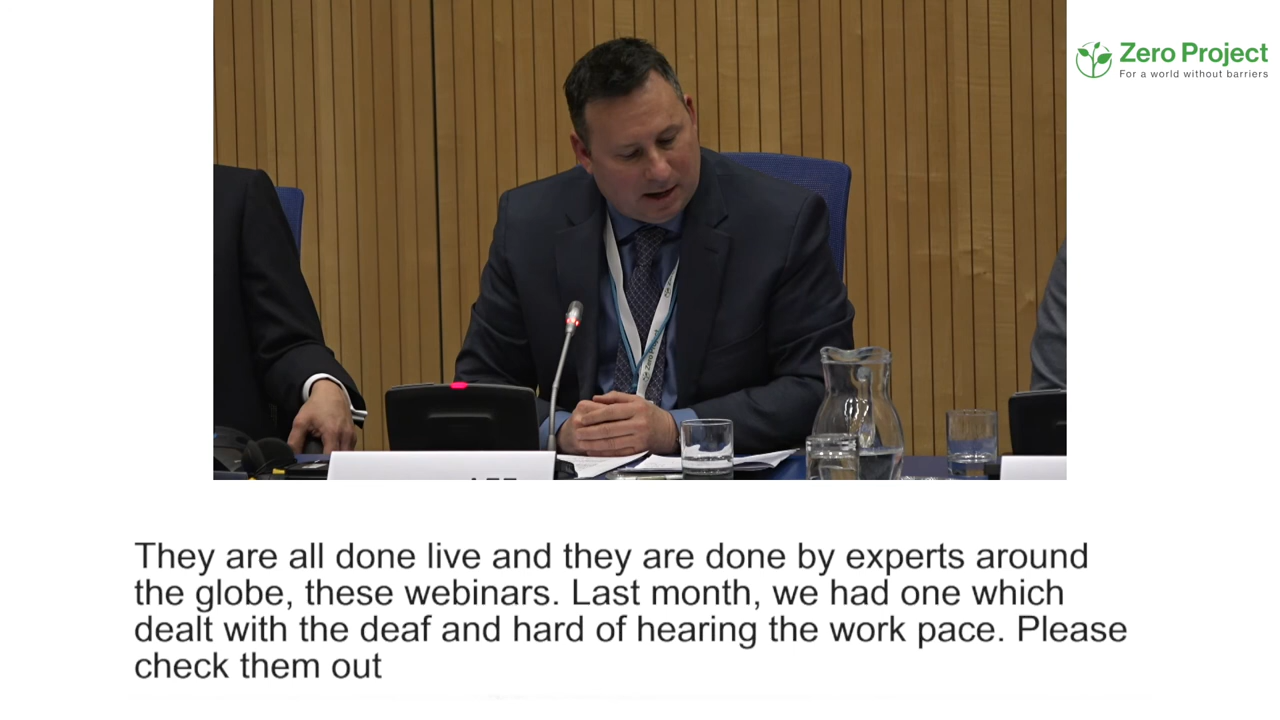 Zero Project
For a world without barriers
Zero Project
They are all done live and they are done by experts around
the globe, these webinars. Last month, we had one which
dealt with the deaf and hard of hearing the work pace. Please
check them out